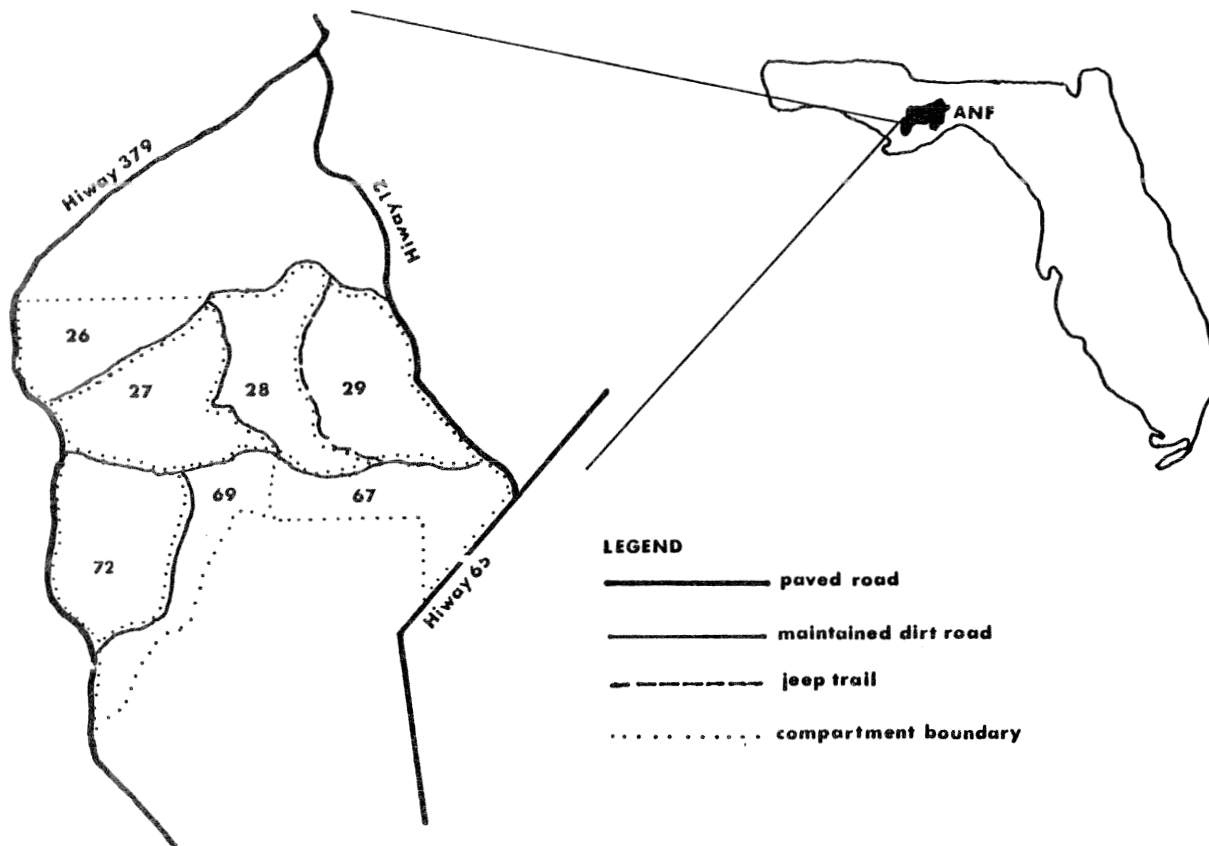 ANF
Hiway 379
Hiway 12
26
27
28
29
69
67
72
Hiway 65
LEGEND
paved road
maintained dirt road
jeep trail
compartment boundary